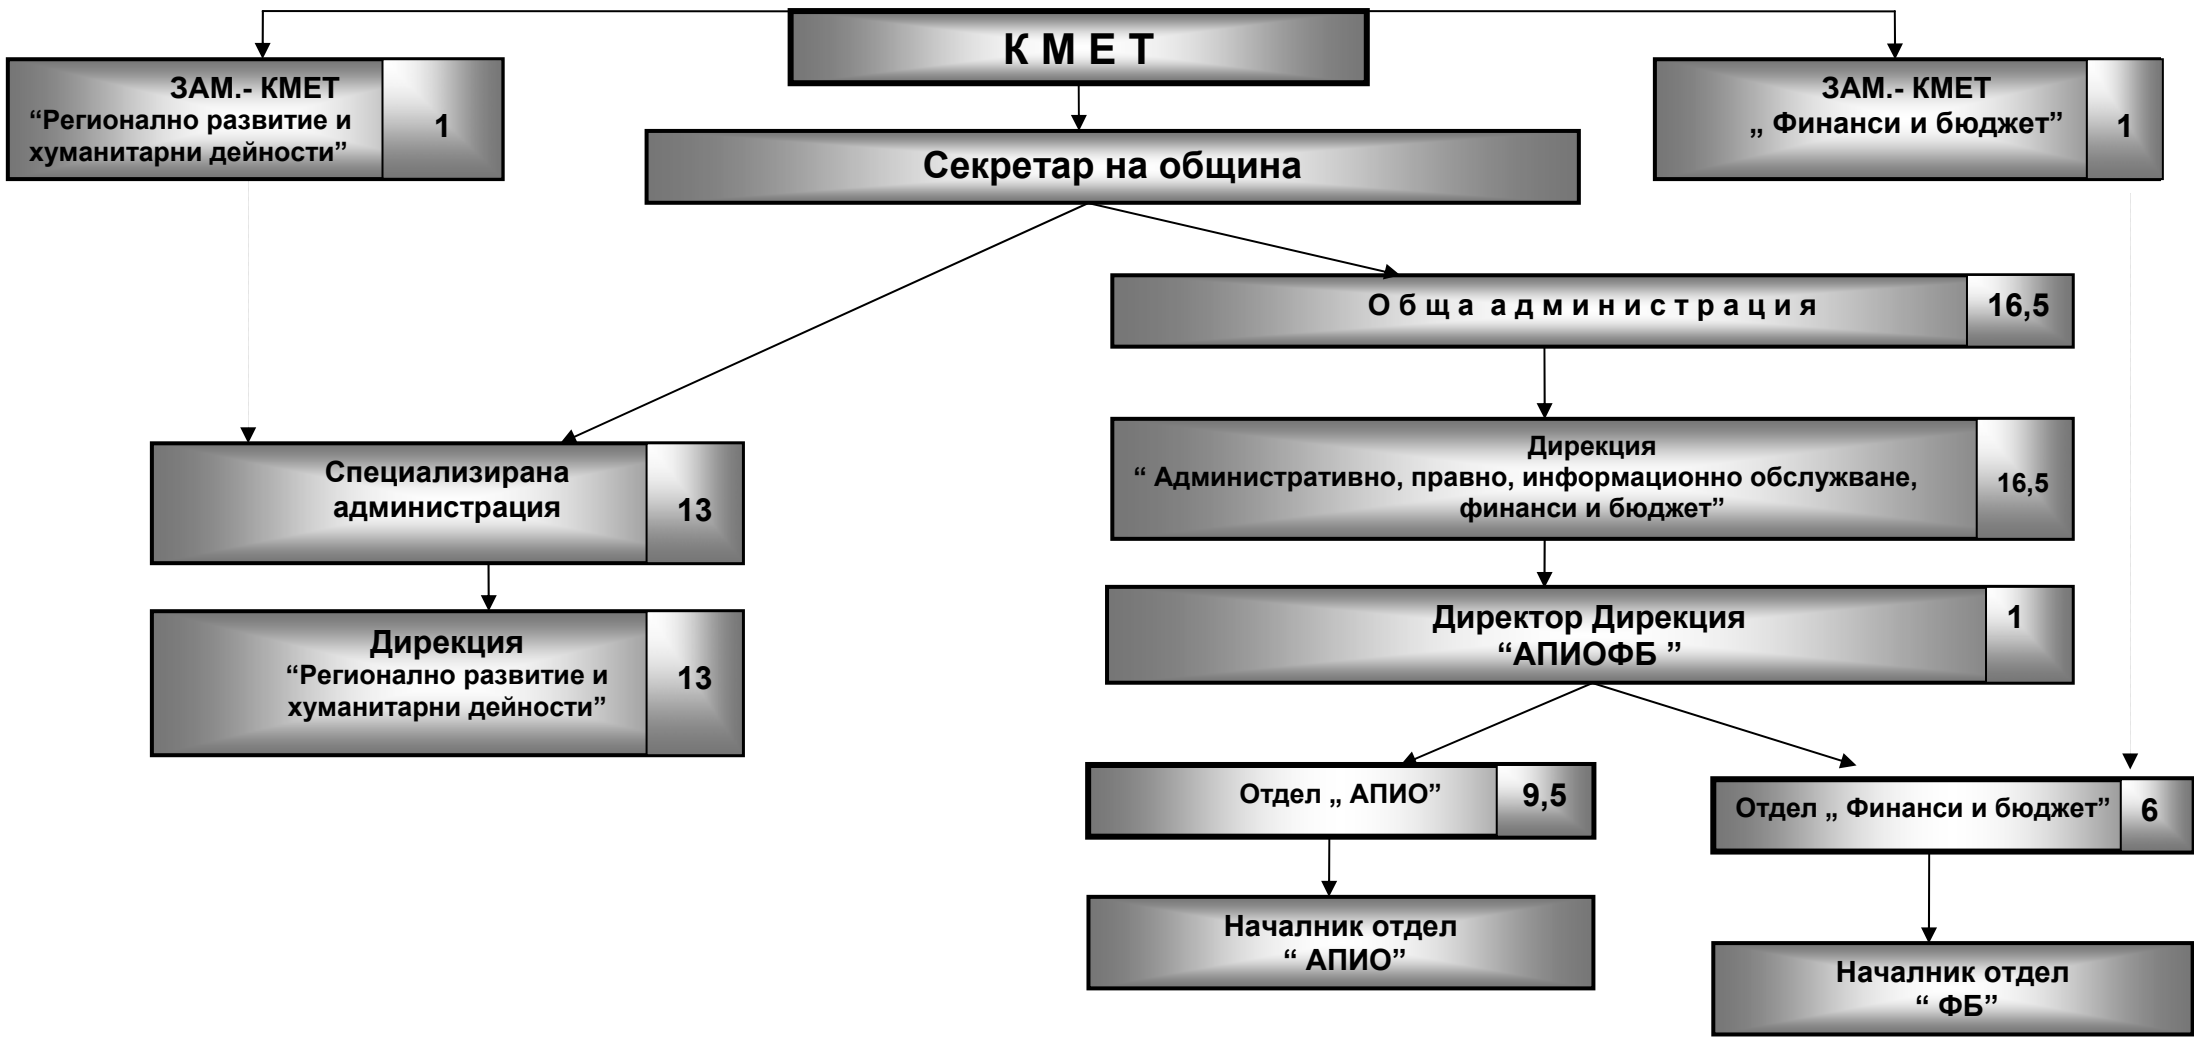 К М Е Т
ЗАМ.- КМЕТ
“Регионално развитие и
хуманитарни дейности”
1
ЗАМ.- КМЕТ
„ Финанси и бюджет”
1
Секретар на община
О б щ а а д м и н и с т р а ц и я
16,5
Дирекция
“ Административно, правно, информационно обслужване,
финанси и бюджет”
16,5
Специализирана
администрация
13
Дирекция
“Регионално развитие и
хуманитарни дейности”
13
Директор Дирекция
“АПИОФБ ”
1
Отдел „ АПИО”
9,5
Отдел „ Финанси и бюджет”
6
Началник отдел
“ АПИО”
Началник отдел
“ ФБ”